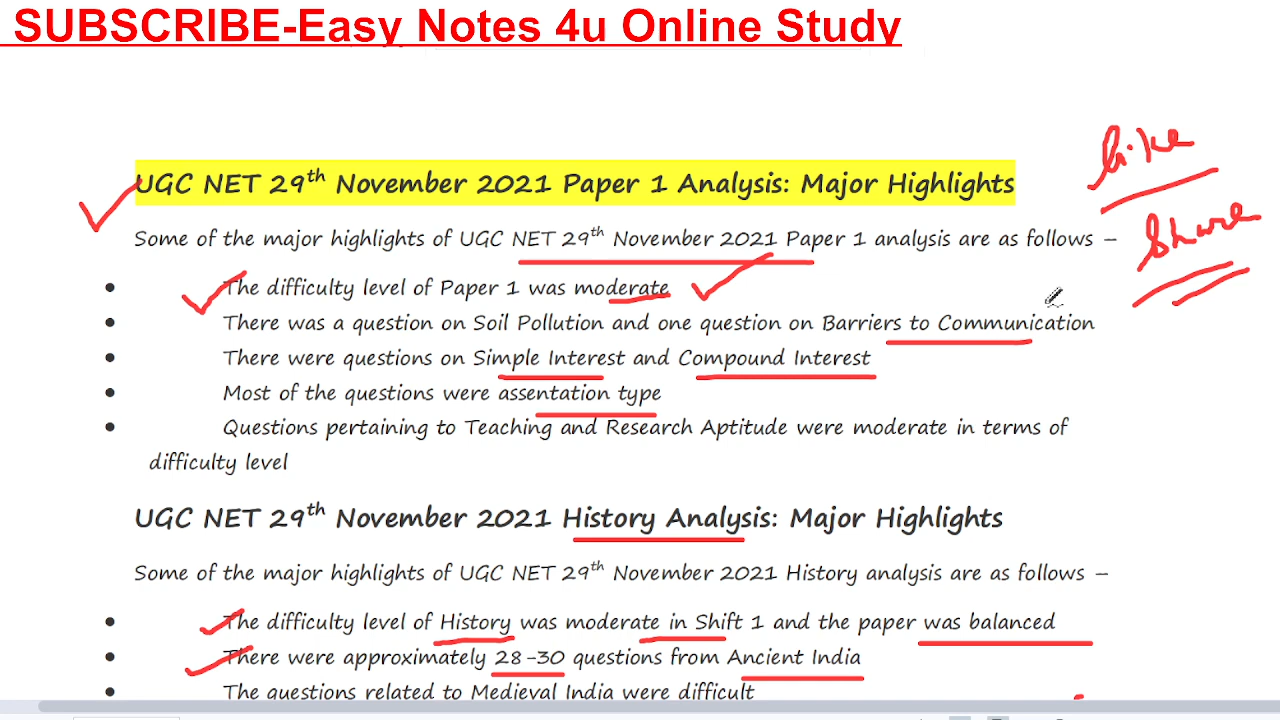 SUBSCRIBE-Easy Notes 4u Online Study
UGC NET 29th November 2021 Paper 1 Analysis: Major Highlights
Like
Share
Some of the major highlights of UGC NET 29th November 2021 Paper 1 analysis are as follows –
• The difficulty level of Paper 1 was moderate
• There was a question on Soil Pollution and one question on Barriers to Communication
• There were questions on Simple Interest and Compound Interest
• Most of the questions were assentation type
• Questions pertaining to Teaching and Research Aptitude were moderate in terms of
difficulty level
UGC NET 29th November 2021 History Analysis: Major Highlights
Some of the major highlights of UGC NET 29th November 2021 History analysis are as follows –
• The difficulty level of History was moderate in Shift 1 and the paper was balanced
• There were approximately 28-30 questions from Ancient India
• The questions related to Medieval India were difficult